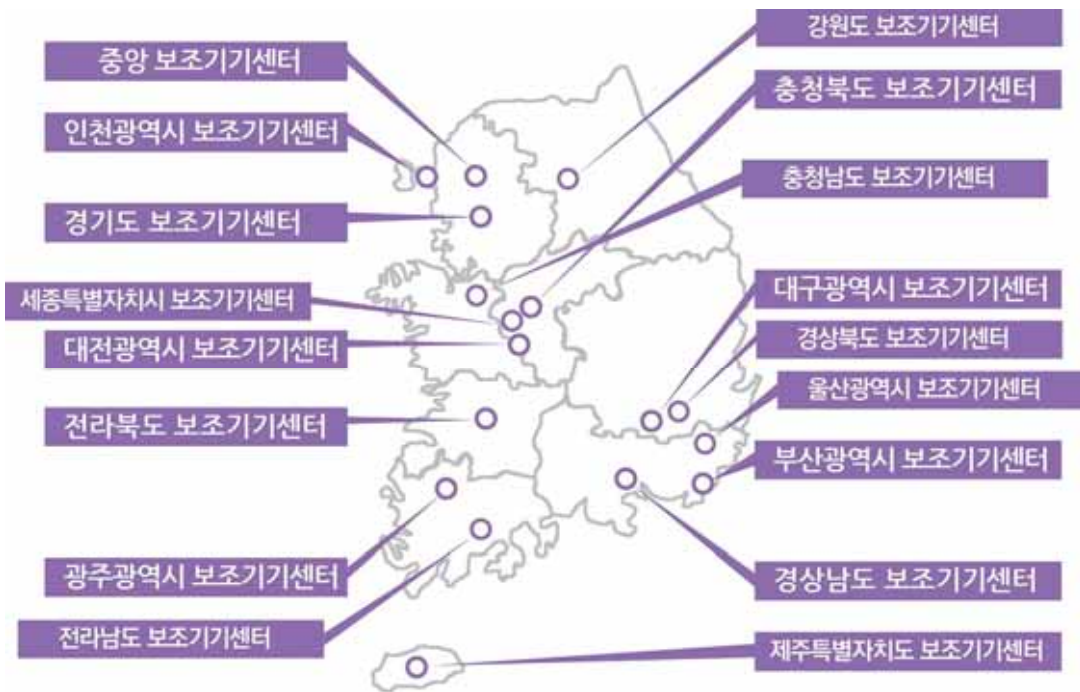 중앙 보조기기센터
인천광역시 보조기기센터
경기도 보조기기센터
세종특별자치시 보조기기센터
대전광역시 보조기기센터
전라북도 보조기기센터
광주광역시 보조기기센터
전라남도 보조기기센터
강원도 보조기기센터
충청북도 보조기기센터
충청남도 보조기기센터
대구광역시 보조기기센터
경상북도 보조기기센터
울산광역시 보조기기센터
부산광역시 보조기기센터
경상남도 보조기기센터
제주특별자치도 보조기기센터